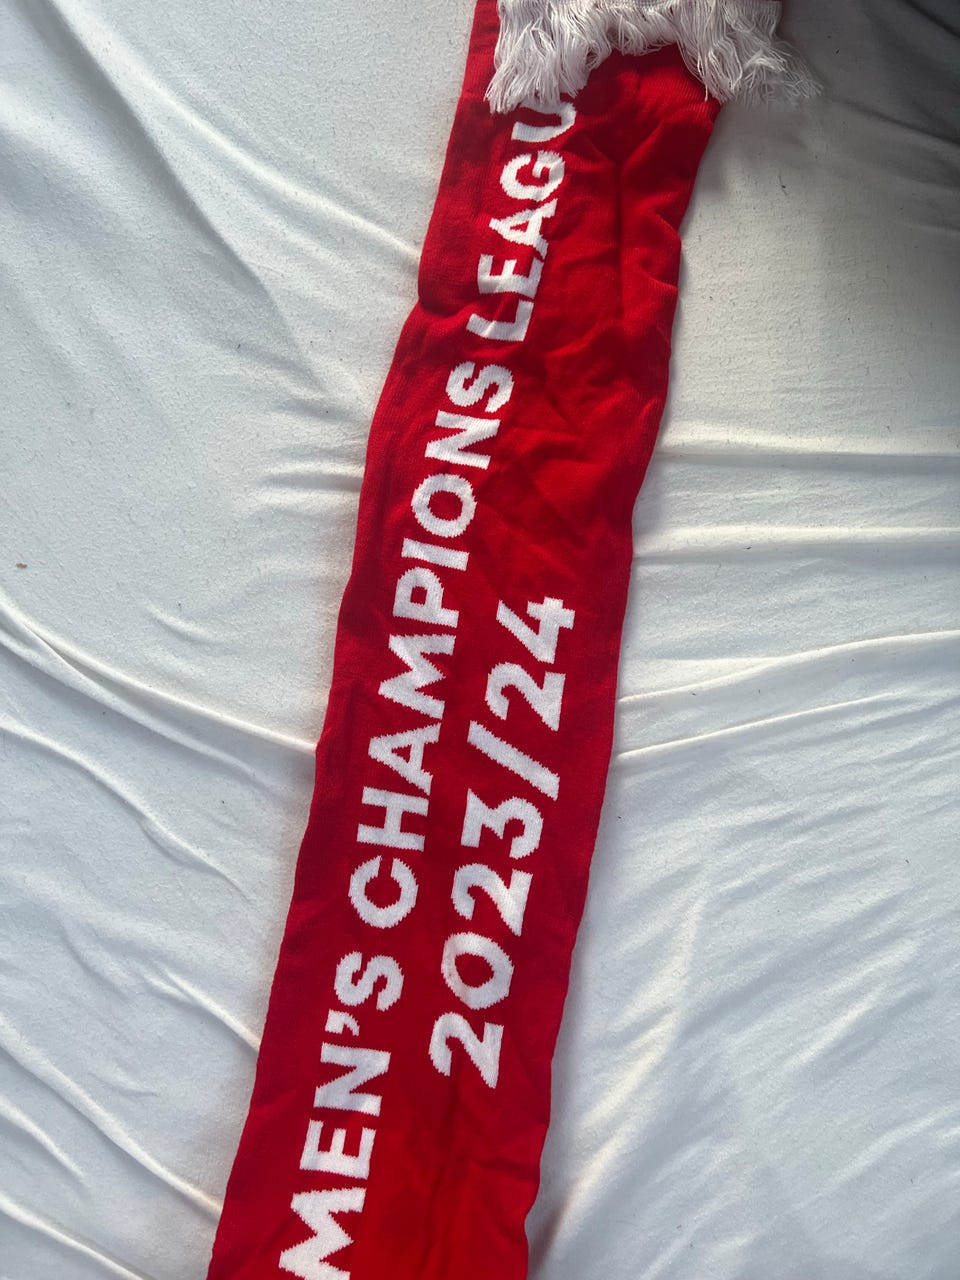 MEN'S CHAMPIONS LEAGU
2023/24